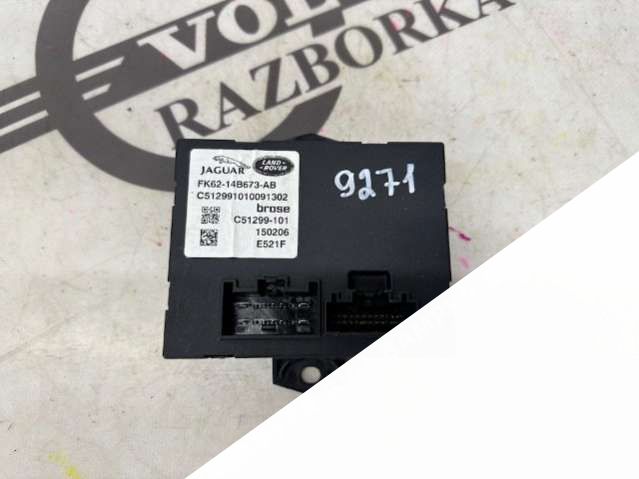 VOL
RAZBORKA
JAGUAR
LAND
ROVER
FK62-14B673-AB
C512991010091302
brose
C51299-101
150206
E521F
9271